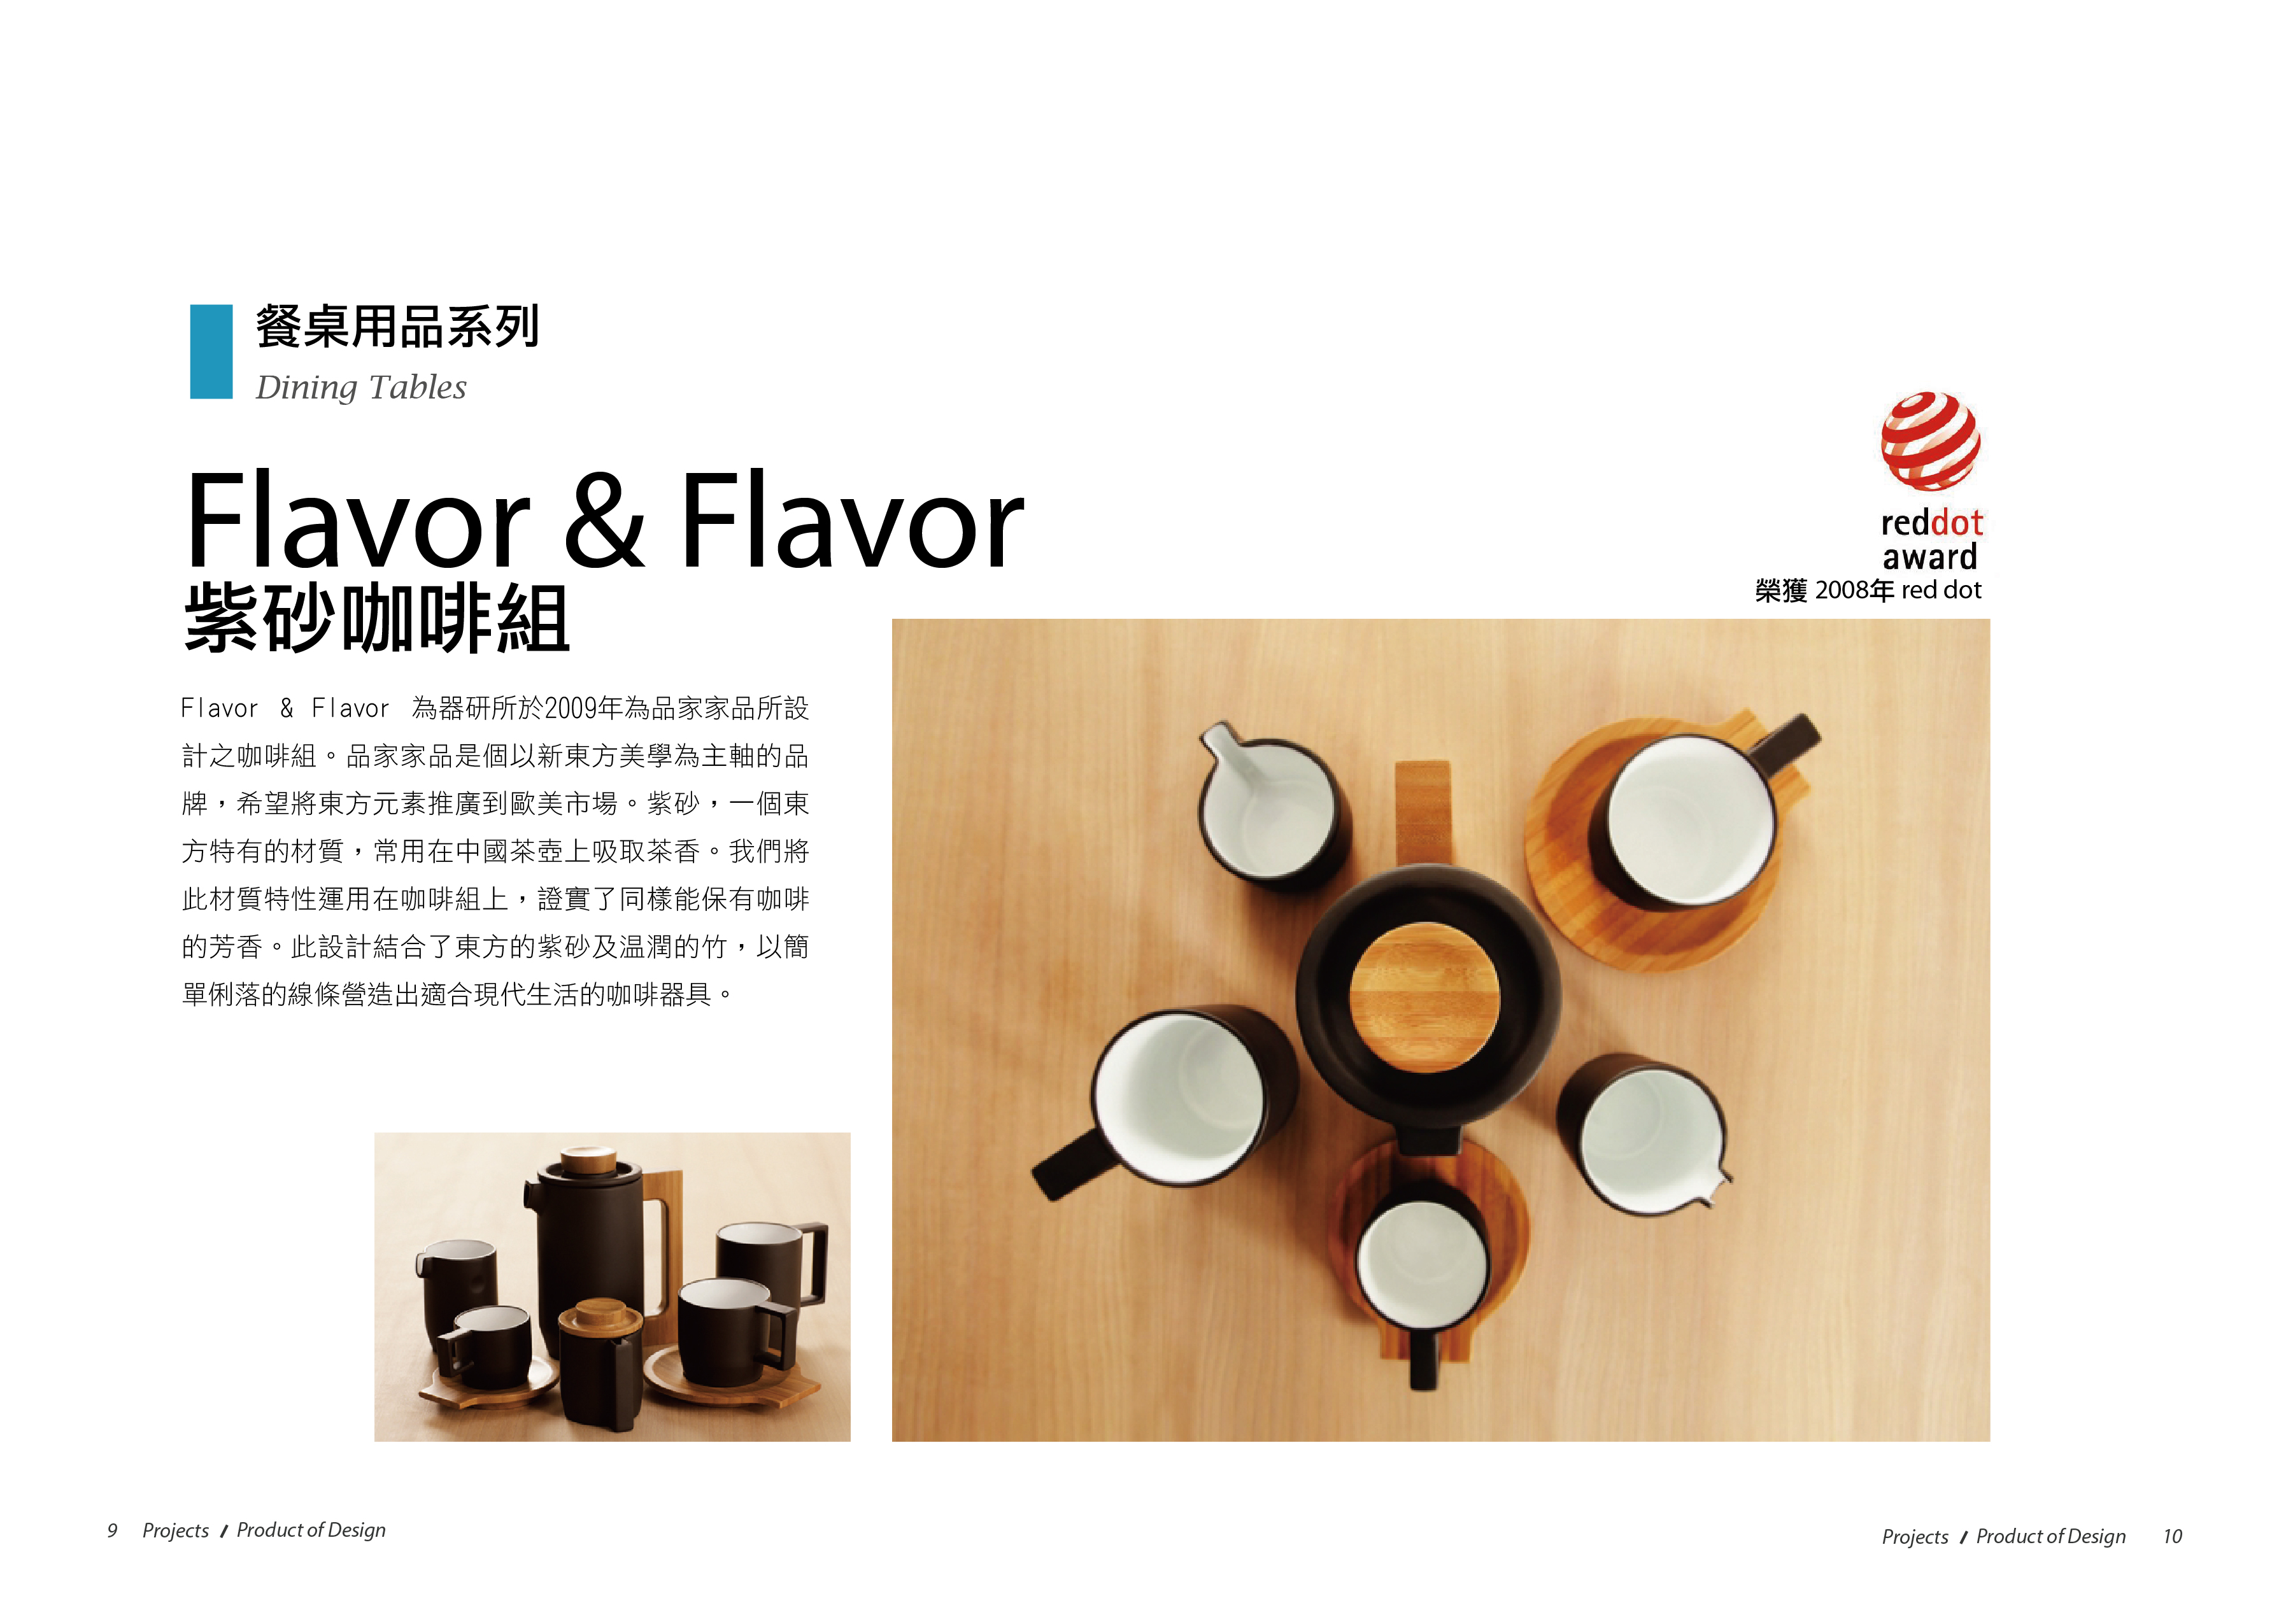 餐桌用品系列
Dining Tables
Flavor & Flavor
紫砂咖啡組
reddot
award
榮獲 2008年 red dot
Flavor & Flavor 為器研所於2009年為品家家品所設
計之咖啡組。品家家品是個以新東方美學為主軸的品
牌，希望將東方元素推廣到歐美市場。紫砂，一個東
方特有的材質，常用在中國茶壺上吸取茶香。我們將
此材質特性運用在咖啡組上，證實了同樣能保有咖啡
的芳香。此設計結合了東方的紫砂及温潤的竹，以簡
單俐落的線條營造出適合現代生活的咖啡器具。
9 Projects / Product of Design
Projects / Product of Design 10